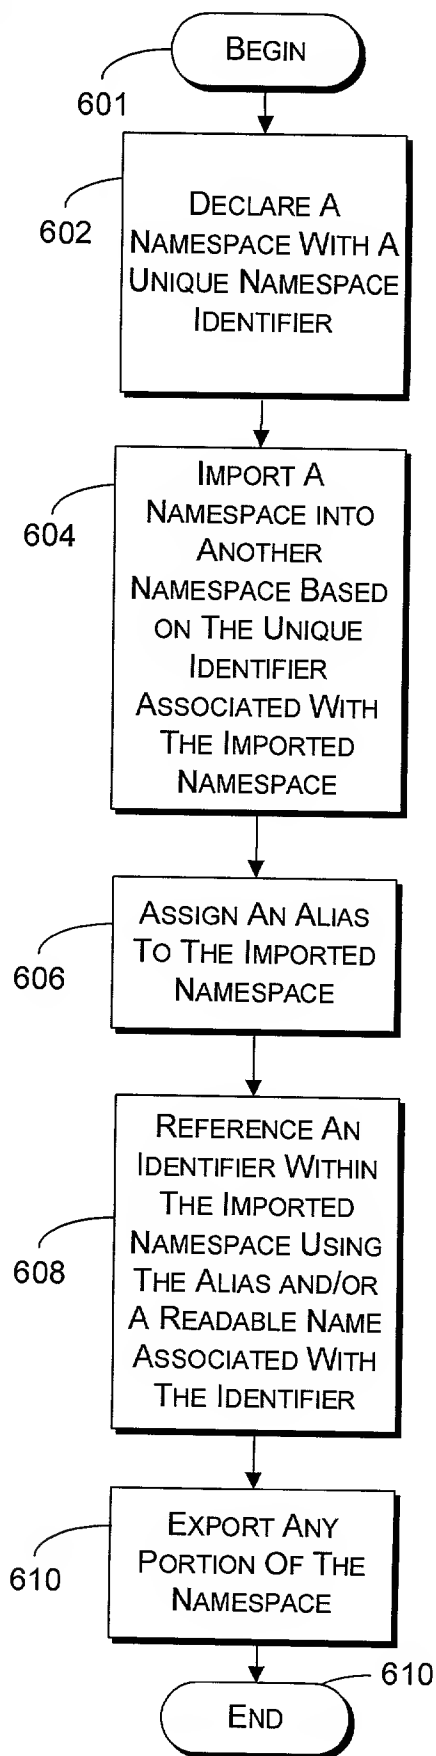 BEGIN
601
DECLARE A
NAMESPACE WITH A
UNIQUE NAMESPACE
IDENTIFIER
602
IMPORT A
NAMESPACE INTO
ANOTHER
NAMESPACE BASED
ON THE UNIQUE
IDENTIFIER
ASSOCIATED WITH
THE IMPORTED
NAMESPACE
604
ASSIGN AN ALIAS
TO THE IMPORTED
NAMESPACE
606
REFERENCE AN
IDENTIFIER WITHIN
THE IMPORTED
NAMESPACE USING
THE ALIAS AND/OR
A READABLE NAME
ASSOCIATED WITH
THE IDENTIFIER
608
EXPORT ANY
PORTION OF THE
NAMESPACE
610
610
END